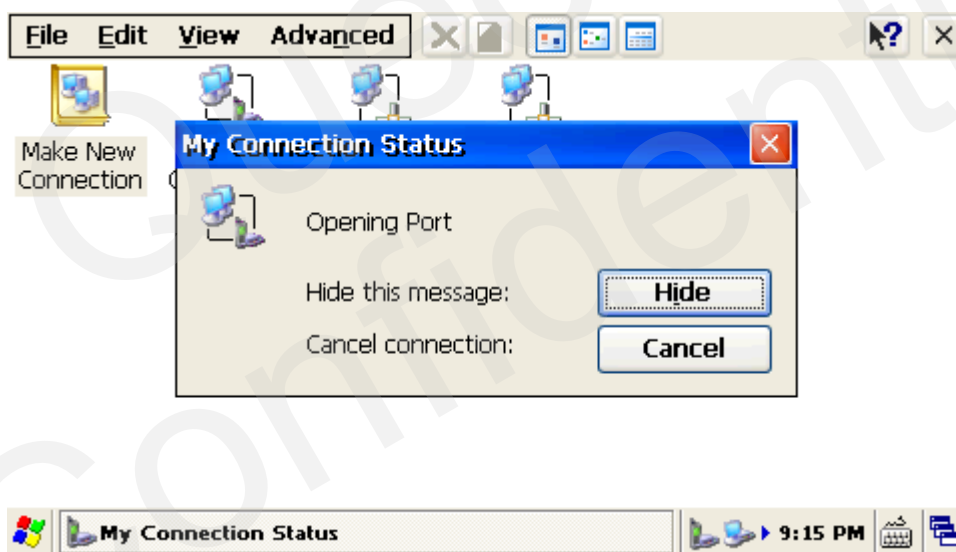 File Edit View Advanced
Make New
Connection
My Connection Status
Opening Port
Hide this message:
Hide
Cancel connection:
Cancel
My Connection Status
9:15 PM